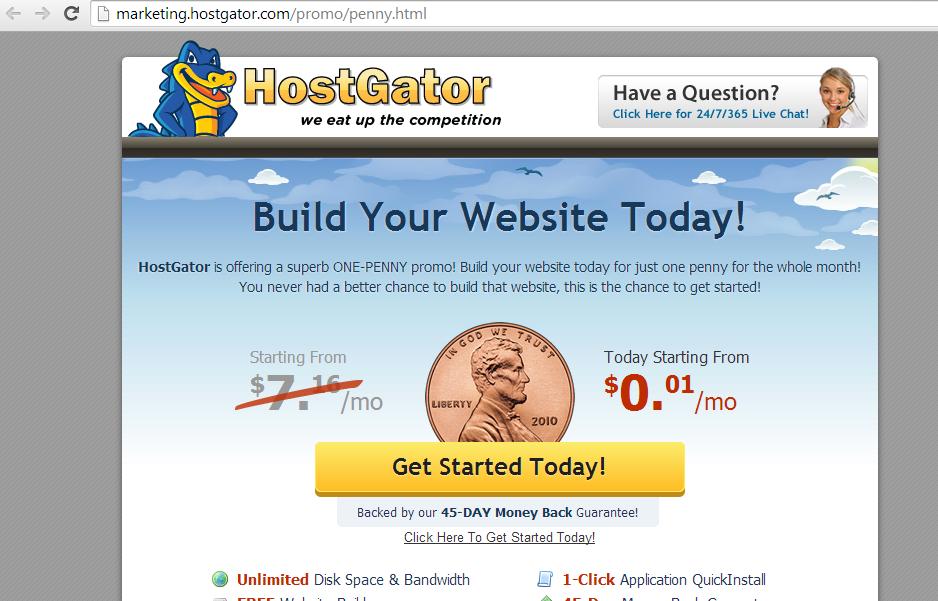 marketing.hostgator.com/promo/penny.html
HostGator
we eat up the competition
Have a Question?
Click Here for 24/7/365 Live Chat!
Build Your Website Today!
HostGator is offering a superb ONE-PENNY promo! Build your website today for just one penny for the whole month!
You never had a better chance to build that website, this is the chance to get started!
Starting From
$7.16/mo
IN GOD WE TRUST
LIBERTY
2010
Today Starting From
$0.01/mo
Get Started Today!
Backed by our 45-DAY Money Back Guarantee!
Click Here To Get Started Today!
Unlimited Disk Space & Bandwidth
1-Click Application QuickInstall